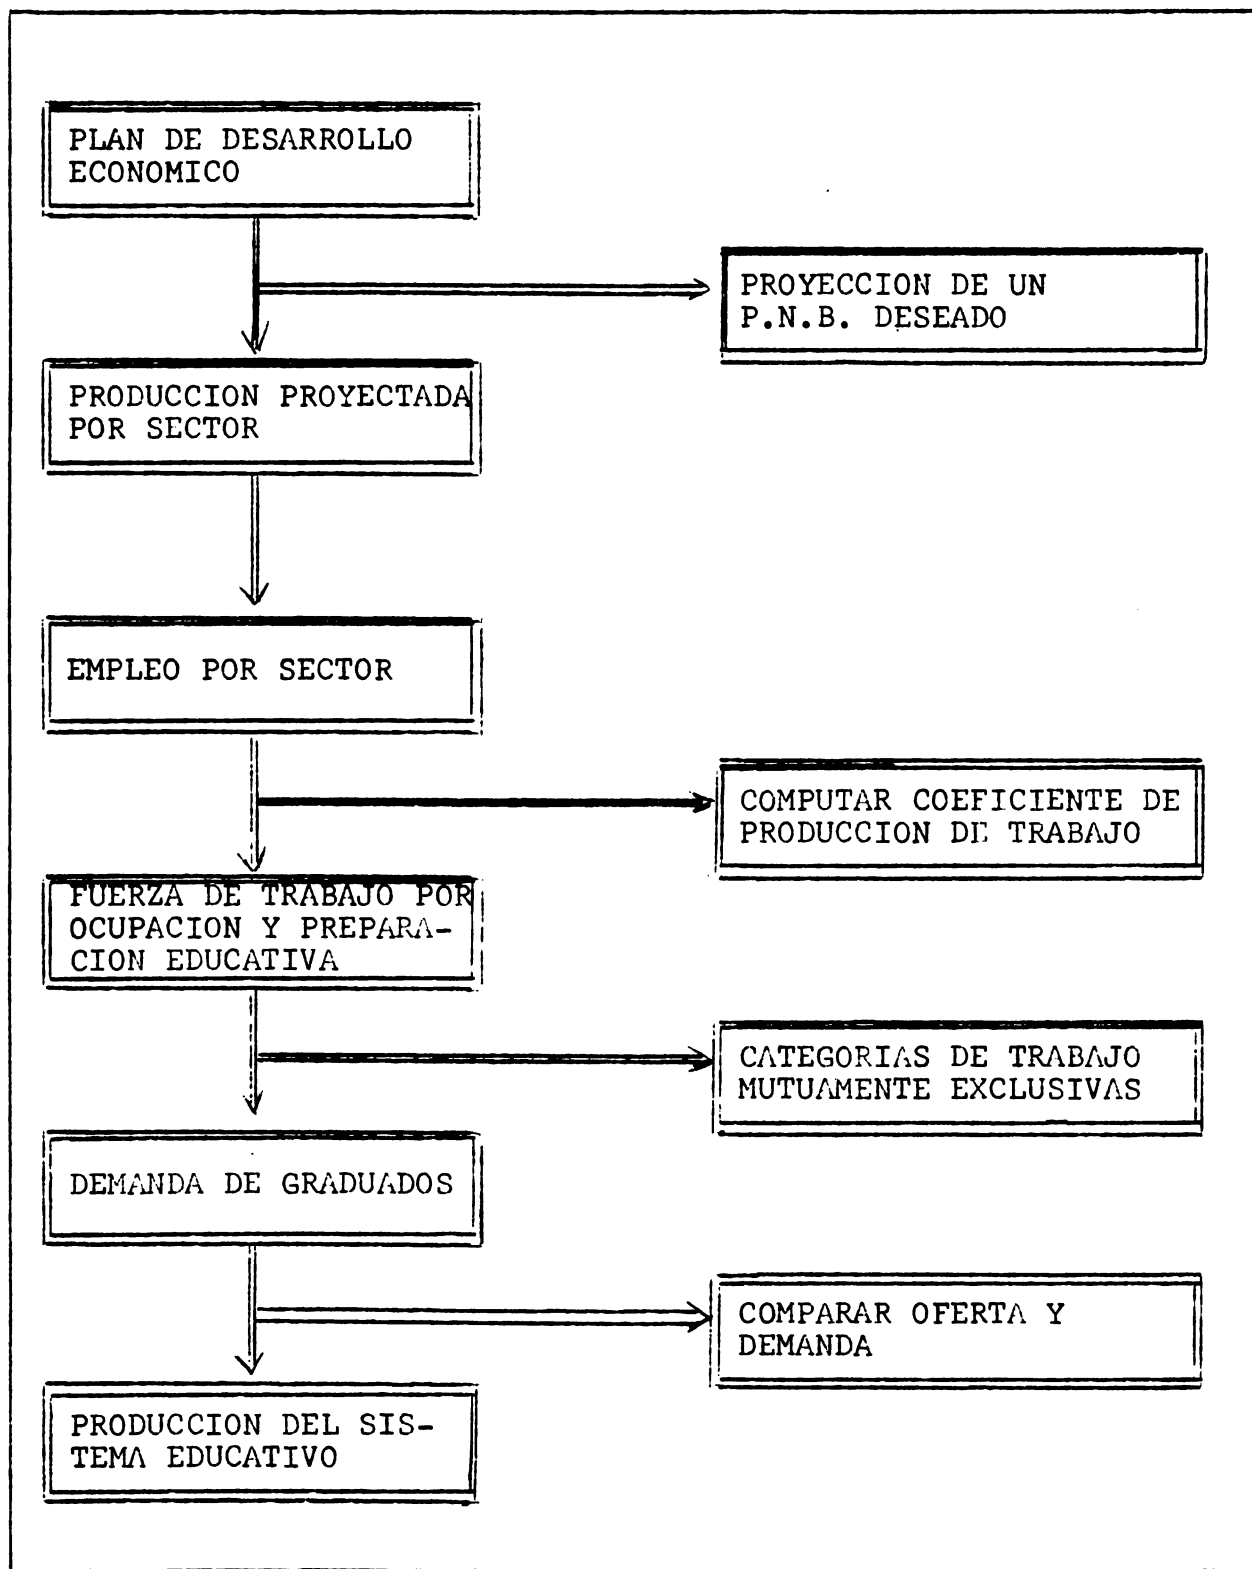 PLAN DE DESARROLLO
ECONOMICO
PROYECCION DE UN
P.N.B. DESEADO
PRODUCCION PROYECTADA
POR SECTOR
EMPLEO POR SECTOR
COMPUTAR COEFICIENTE DE
PRODUCCION DE TRABAJO
FUERZA DE TRABAJO POR
OCUPACION Y PREPARA-
CION EDUCATIVA
CATEGORIAS DE TRABAJO
MUTUAMENTE EXCLUSIVAS
DEMANDA DE GRADUADOS
COMPARAR OFERTA Y
DEMANDA
PRODUCCION DEL SIS-
TEMA EDUCATIVO